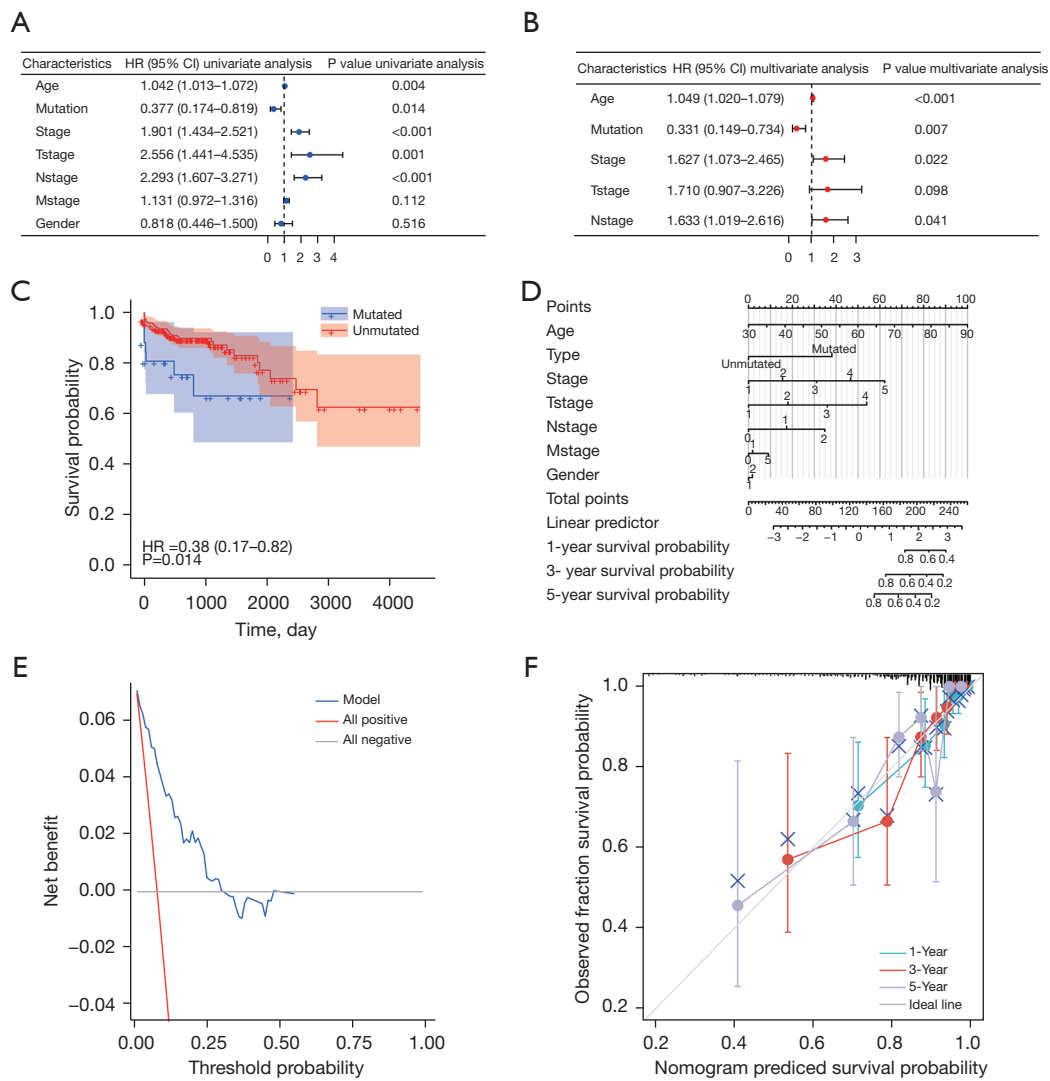 A
Characteristics HR (95% CI) univariate analysis P value univariate analysis
Age 1.042 (1.013–1.072) 0.004
Mutation 0.377 (0.174–0.819) 0.014
Stage 1.901 (1.434–2.521) <0.001
Tstage 2.556 (1.441–4.535) 0.001
Nstage 2.293 (1.607–3.271) <0.001
Mstage 1.131 (0.972–1.316) 0.112
Gender 0.818 (0.446–1.500) 0.516
0 1 2 3 4
B
Characteristics HR (95% CI) multivariate analysis P value multivariate analysis
Age 1.049 (1.020–1.079) <0.001
Mutation 0.331 (0.149–0.734) 0.007
Stage 1.627 (1.073–2.465) 0.022
Tstage 1.710 (0.907–3.226) 0.098
Nstage 1.633 (1.019–2.616) 0.041
0 1 2 3
C
Survival probability
1.0
0.8
0.6
0.4
0.2
0.0
Mutated
Unmutated
HR =0.38 (0.17–0.82)
P=0.014
0 1000 2000 3000 4000
Time, day
D
Points 0 20 40 60 80 100
Age 30 40 50 60 70 80 90
Type Mutated
Unmutated
Stage 2 4
1 3 5
Tstage 1 2 3 4
Nstage 1
0 2
Mstage 1
0 5
Gender 2
1
Total points 0 40 80 120 160 200 240
Linear predictor –3 –2 –1 0 1 2 3
1-year survival probability 0.8 0.6 0.4
3- year survival probability 0.8 0.6 0.4 0.2
5-year survival probability 0.8 0.6 0.4 0.2
E
Net benefit
0.06
0.04
0.02
0.00
–0.02
–0.04
Model
All positive
All negative
0.00 0.25 0.50 0.75 1.00
Threshold probability
F
Observed fraction survival probability
1.0
0.8
0.6
0.4
0.2
1-Year
3-Year
5-Year
Ideal line
0.2 0.4 0.6 0.8 1.0
Nomogram prediced survival probability